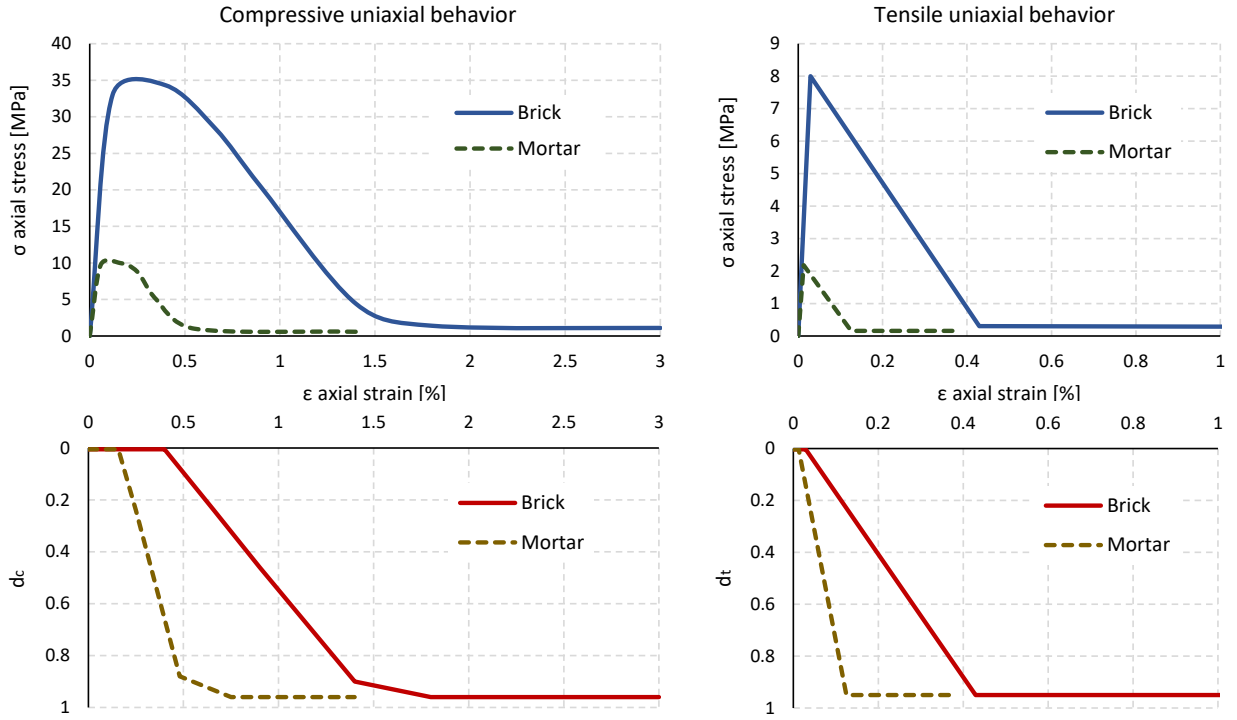 Compressive uniaxial behavior
40
35
30
25
20
15
10
5
0
σ axial stress [MPa]
Brick
Mortar
0 0.5 1 1.5 2 2.5 3
ε axial strain [%]
Tensile uniaxial behavior
9
8
7
6
5
4
3
2
1
0
σ axial stress [MPa]
Brick
Mortar
0 0.2 0.4 0.6 0.8 1
ε axial strain [%]
0 0.5 1 1.5 2 2.5 3
0
0.2
0.4
0.6
0.8
1
dc
Brick
Mortar
0 0.2 0.4 0.6 0.8 1
0
0.2
0.4
0.6
0.8
1
dt
Brick
Mortar